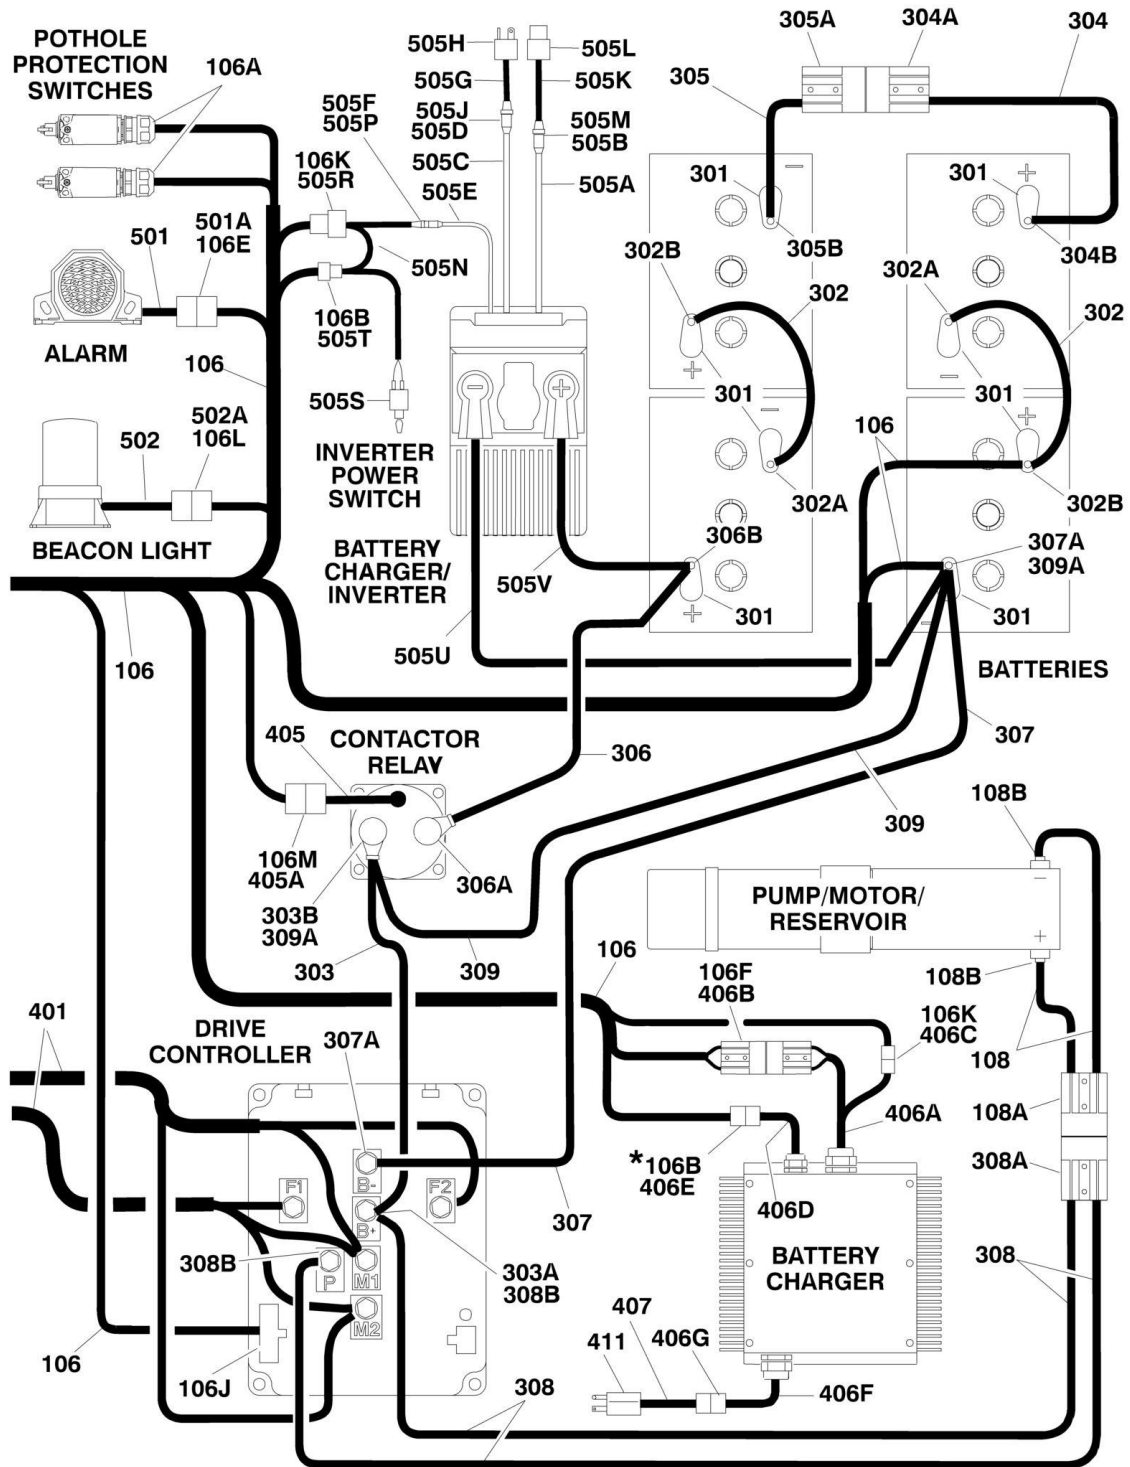 POTHOLE
PROTECTION
SWITCHES
106A
505H
505L
505G
505K
505J
505D
505M
505B
505F
505P
505C
505A
106K
505R
505E
505N
501
501A
106E
ALARM
106B
505T
106
505S
502
502A
106L
INVERTER
POWER
SWITCH
BEACON LIGHT
BATTERY
CHARGER/
INVERTER
−
+
505V
505U
106
305A
304A
304
305
301
−
301
+
305B
304B
302B
302A
302
302
+
−
301
301
−
+
106
302A
302B
306B
307A
309A
301
+
301
−
BATTERIES
405
CONTACTOR
RELAY
306
307
309
106M
405A
306A
303B
309A
303
309
108B
PUMP/MOTOR/
RESERVOIR
−
+
108B
106
106F
406B
106K
406C
108
401
DRIVE
CONTROLLER
307A
406A
108A
*106B
406E
308A
406D
B-
F1
F2
B+
307
308B
P
M1
303A
308B
M2
BATTERY
CHARGER
308
106
106J
407
411
406G
406F
308